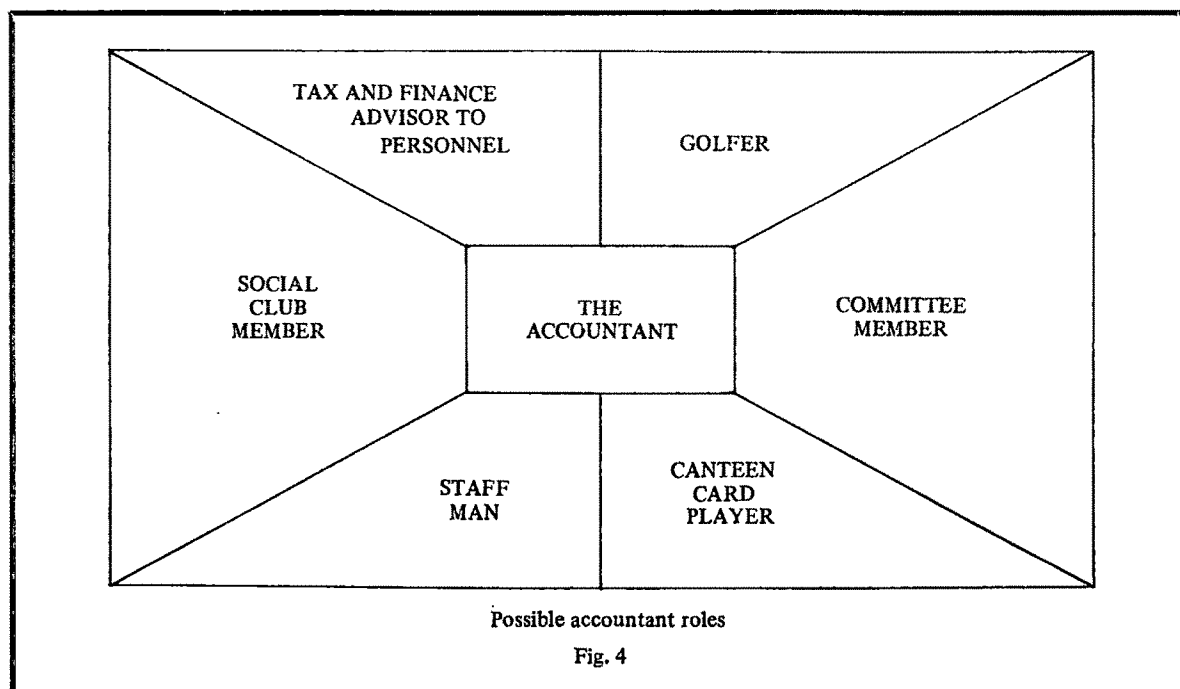 TAX AND FINANCE
ADVISOR TO
PERSONNEL
GOLFER
SOCIAL
CLUB
MEMBER
THE
ACCOUNTANT
COMMITTEE
MEMBER
STAFF
MAN
CANTEEN
CARD
PLAYER
Possible accountant roles
Fig. 4